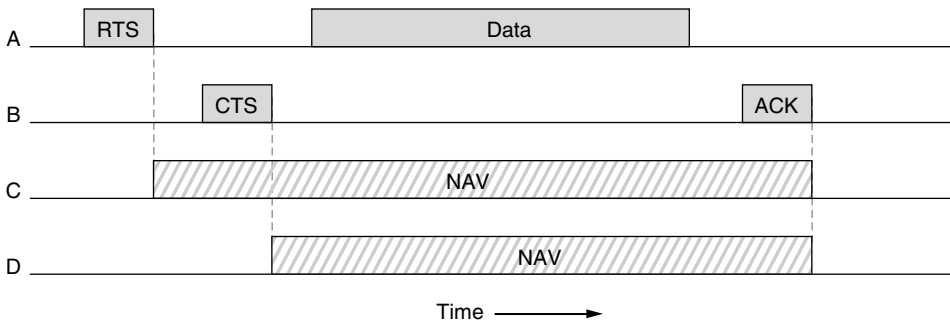 A RTS Data
B CTS ACK
C NAV
D NAV
Time